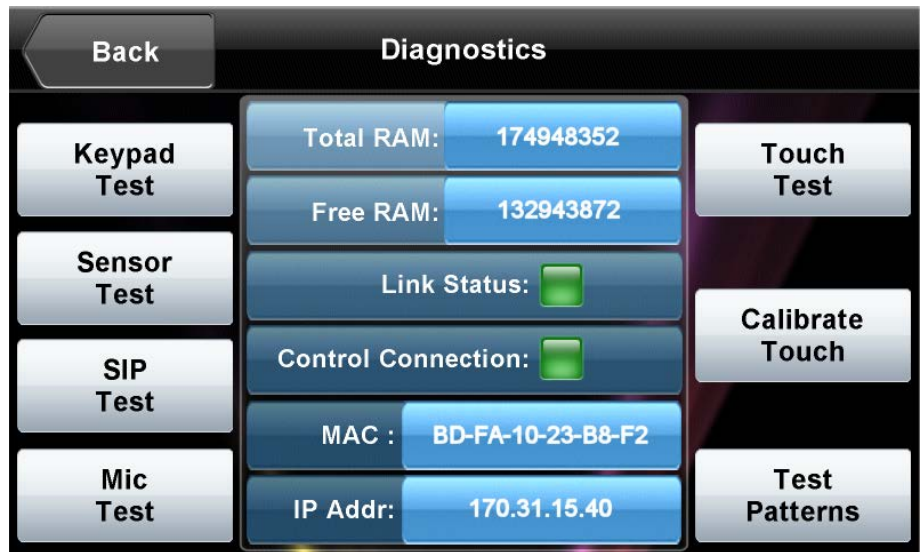 Back
Diagnostics
Keypad
Test
Sensor
Test
SIP
Test
Mic
Test
Total RAM: 174948352
Free RAM: 132943872
Link Status:
Control Connection:
MAC : BD-FA-10-23-B8-F2
IP Addr: 170.31.15.40
Touch
Test
Calibrate
Touch
Test
Patterns